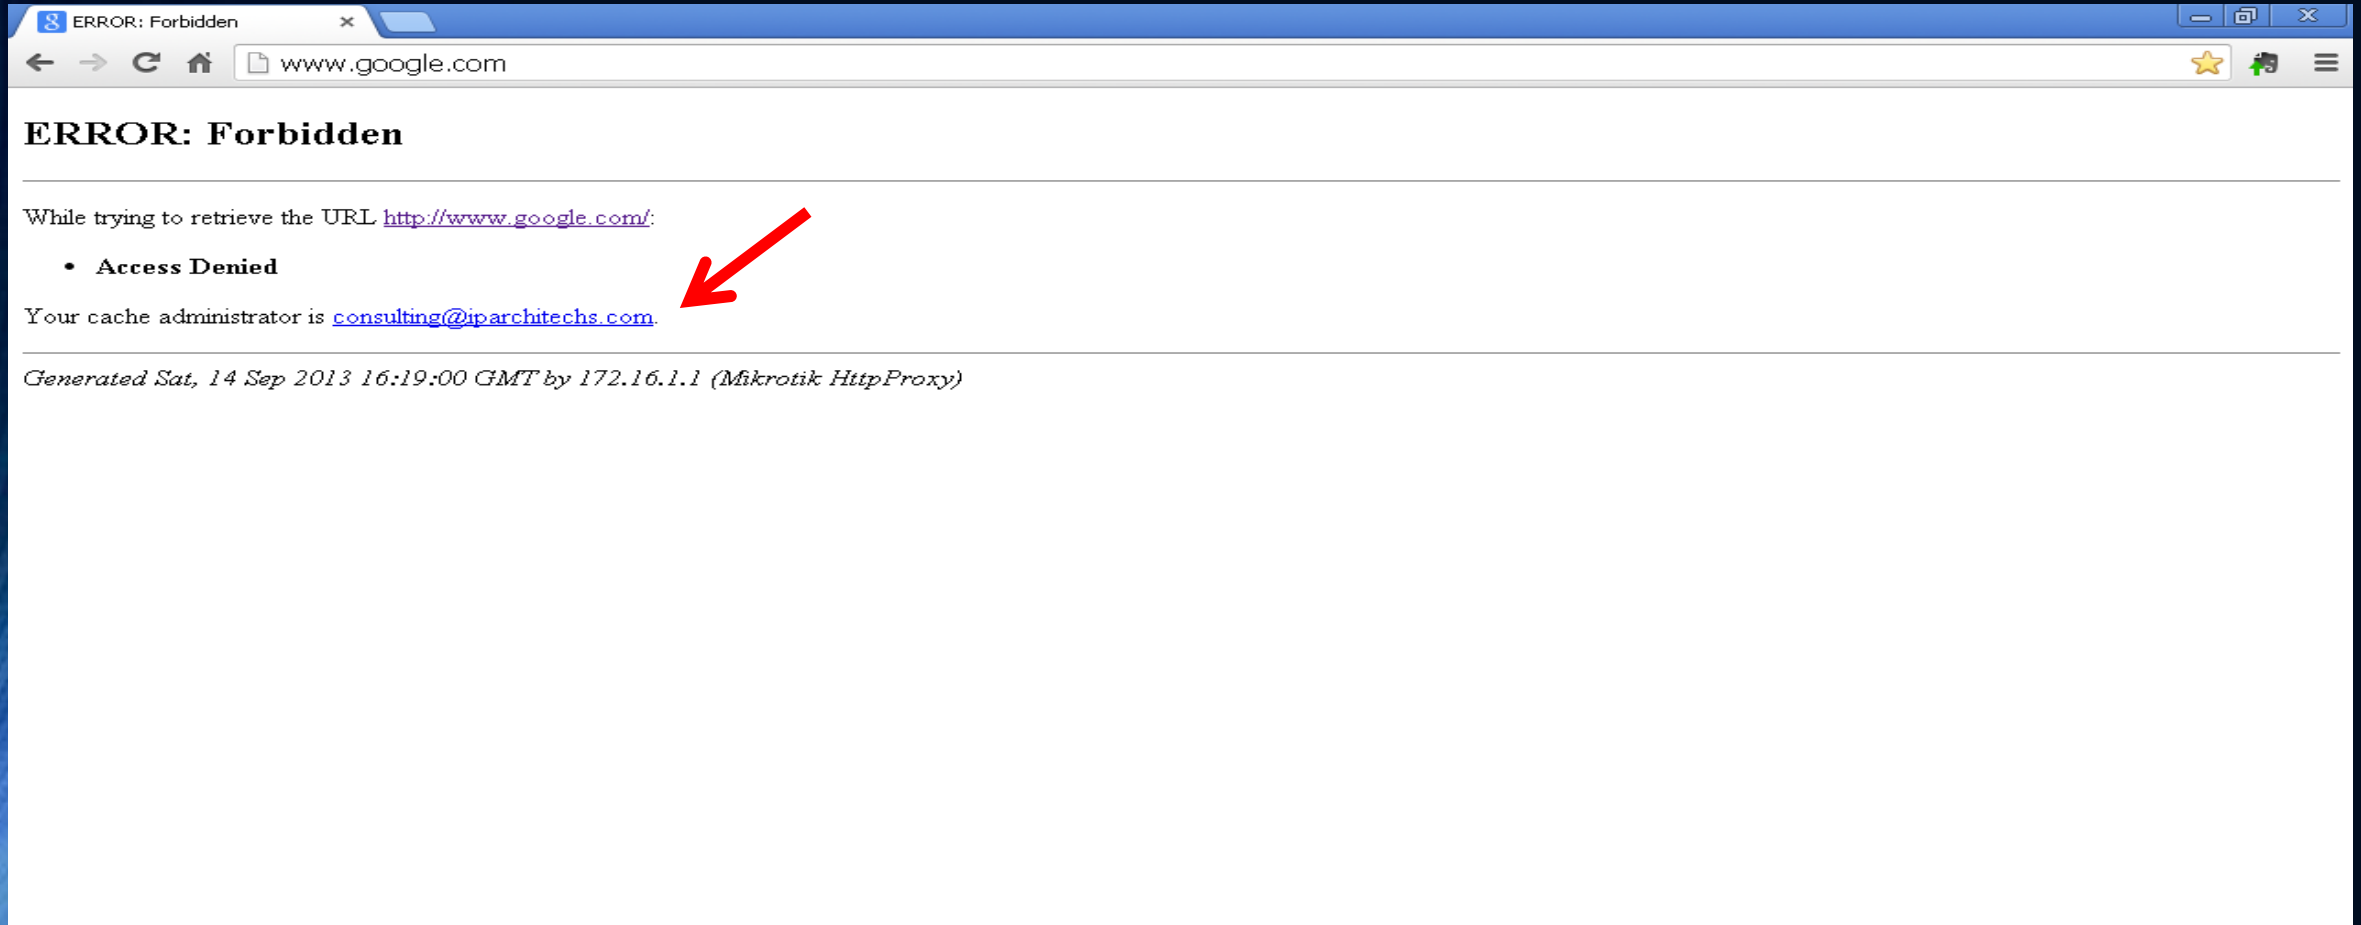 ERROR: Forbidden
www.google.com
ERROR: Forbidden
While trying to retrieve the URL http://www.google.com/:
• Access Denied
Your cache administrator is consulting@iparchitechs.com.
Generated Sat, 14 Sep 2013 16:19:00 GMT by 172.16.1.1 (Mikrotik HttpProxy)